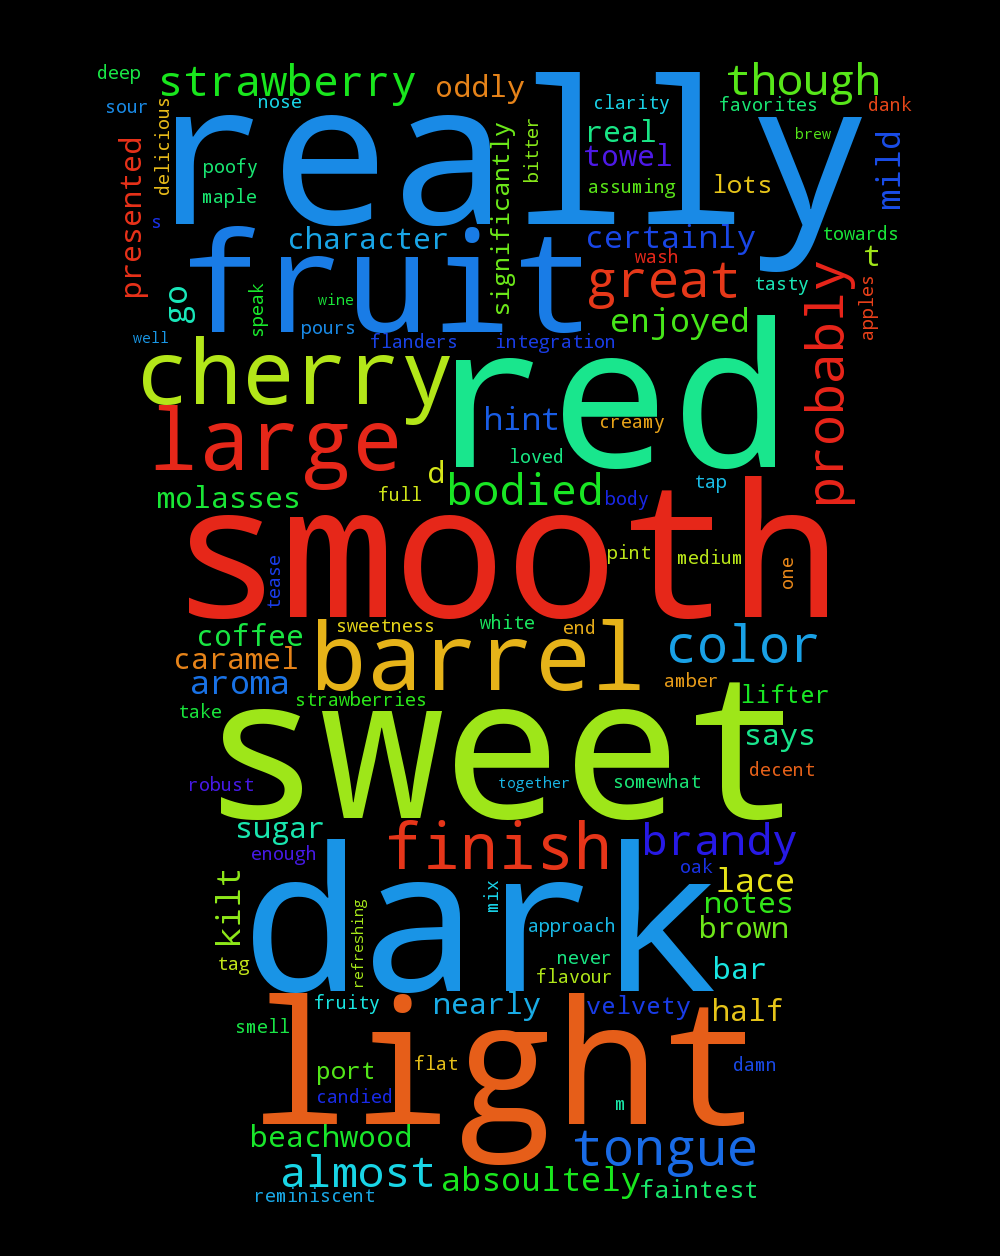 deep
strawberry
oddly
though
sour
nose
clarity
favorites
dank
really
delicious
presented
poofy
maple
s
significantly
bitter
real
towel
assuming
lots
brew
mild
character
certainly
towards
wash
t
fruit
go
speak
wine
pours
great
tasty
apples
probably
well
flanders
integration
enjoyed
cherry
red
large
hint
creamy
loved
d
molasses
full
bodied
body
tap
smooth
tease
pint
medium
one
coffee
sweetness
white
end
color
caramel
barrel
aroma
amber
strawberries
lifter
take
sweet
says
robust
together
somewhat
decent
sugar
finish
brandy
enough
oak
kilt
dark
mix
lace
notes
refreshing
approach
brown
tag
never
flavour
bar
fruity
nearly
velvety
half
smell
light
port
flat
damn
candied
m
beachwood
tongue
almost
absoultely
faintest
reminiscent